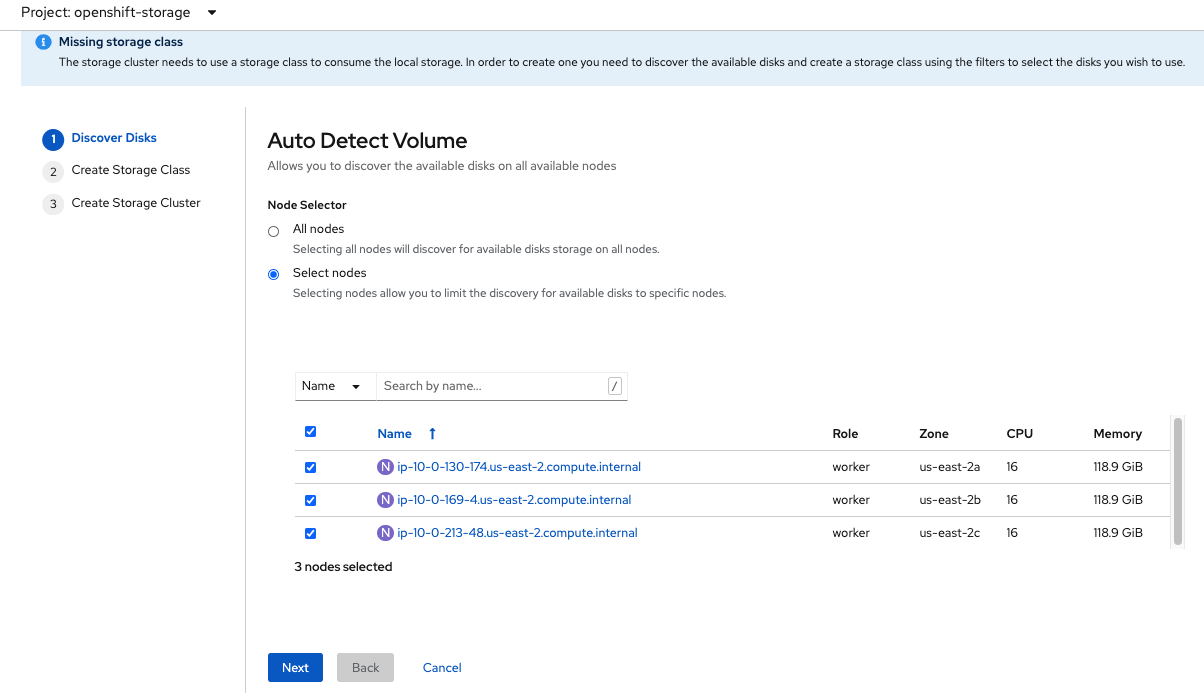 Project: openshift-storage
Missing storage class
The storage cluster needs to use a storage class to consume the local storage. In order to create one you need to discover the available disks and create a storage class using the filters to select the disks you wish to use.
1 Discover Disks
2 Create Storage Class
3 Create Storage Cluster
Auto Detect Volume
Allows you to discover the available disks on all available nodes
Node Selector
All nodes
Selecting all nodes will discover for available disks storage on all nodes.
Select nodes
Selecting nodes allow you to limit the discovery for available disks to specific nodes.
Name Search by name... /
Name Role Zone CPU Memory
N ip-10-0-130-174.us-east-2.compute.internal worker us-east-2a 16 118.9 GiB
N ip-10-0-169-4.us-east-2.compute.internal worker us-east-2b 16 118.9 GiB
N ip-10-0-213-48.us-east-2.compute.internal worker us-east-2c 16 118.9 GiB
3 nodes selected
Next Back Cancel